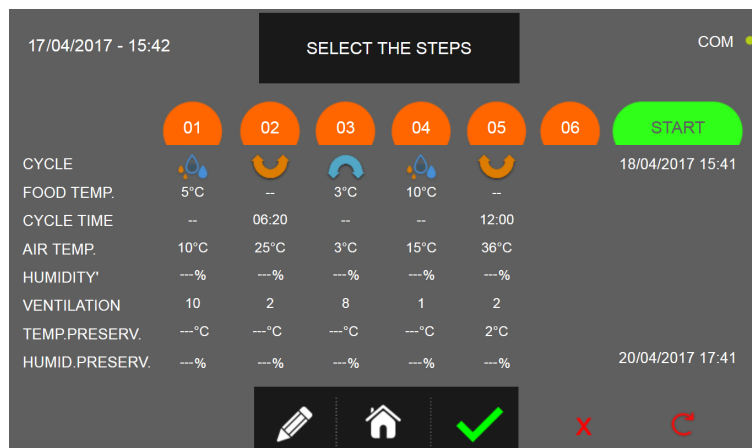 17/04/2017 - 15:42 SELECT THE STEPS COM
01 02 03 04 05 06 START
CYCLE 18/04/2017 15:41
FOOD TEMP. 5°C -- 3°C 10°C --
CYCLE TIME -- 06:20 -- -- 12:00
AIR TEMP. 10°C 25°C 3°C 15°C 36°C
HUMIDITY' ---% ---% ---% ---% ---%
VENTILATION 10 2 8 1 2
TEMP.PRESERV. ---°C ---°C ---°C ---°C 2°C
HUMID.PRESERV. ---% ---% ---% ---% ---% 20/04/2017 17:41
X